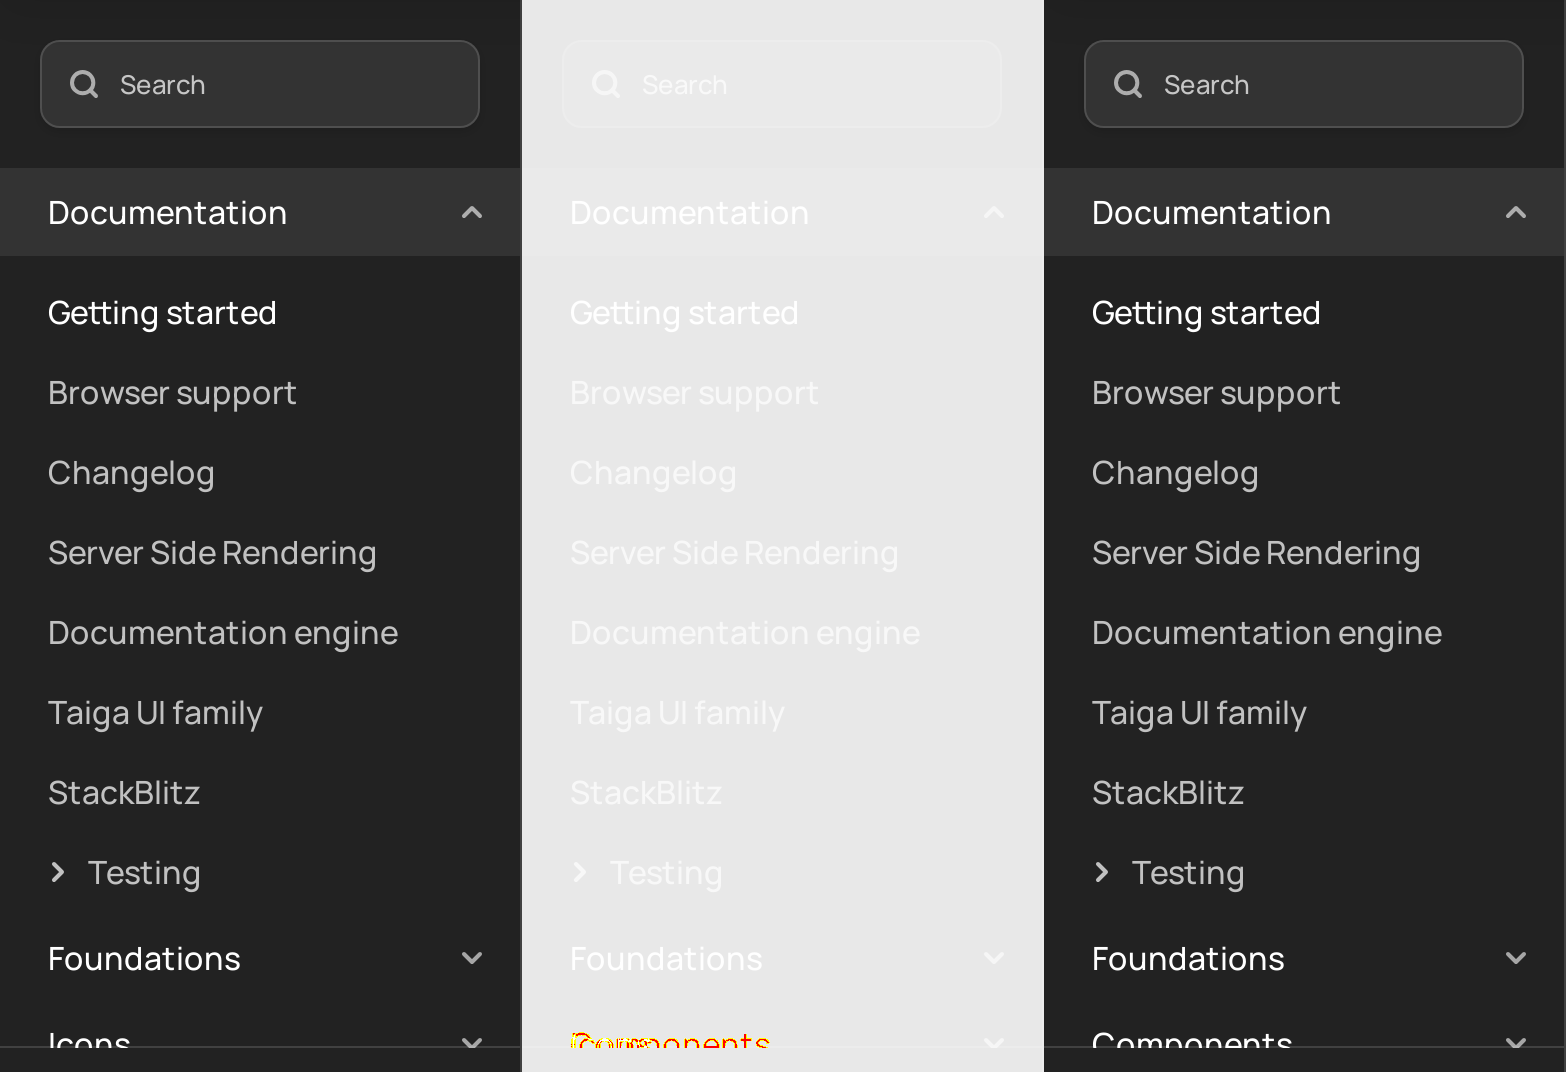 Search
Documentation
Getting started
Browser support
Changelog
Server Side Rendering
Documentation engine
Taiga UI family
StackBlitz
Testing
Foundations
Icons
Search
Documentation
Getting started
Browser support
Changelog
Server Side Rendering
Documentation engine
Taiga UI family
StackBlitz
Testing
Foundations
Components
Search
Documentation
Getting started
Browser support
Changelog
Server Side Rendering
Documentation engine
Taiga UI family
StackBlitz
Testing
Foundations
Components